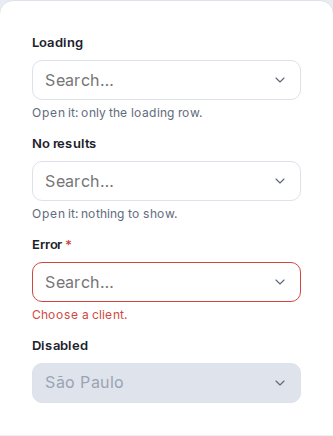 Loading
Search...
Open it: only the loading row.
No results
Search...
Open it: nothing to show.
Error *
Search...
Choose a client.
Disabled
São Paulo